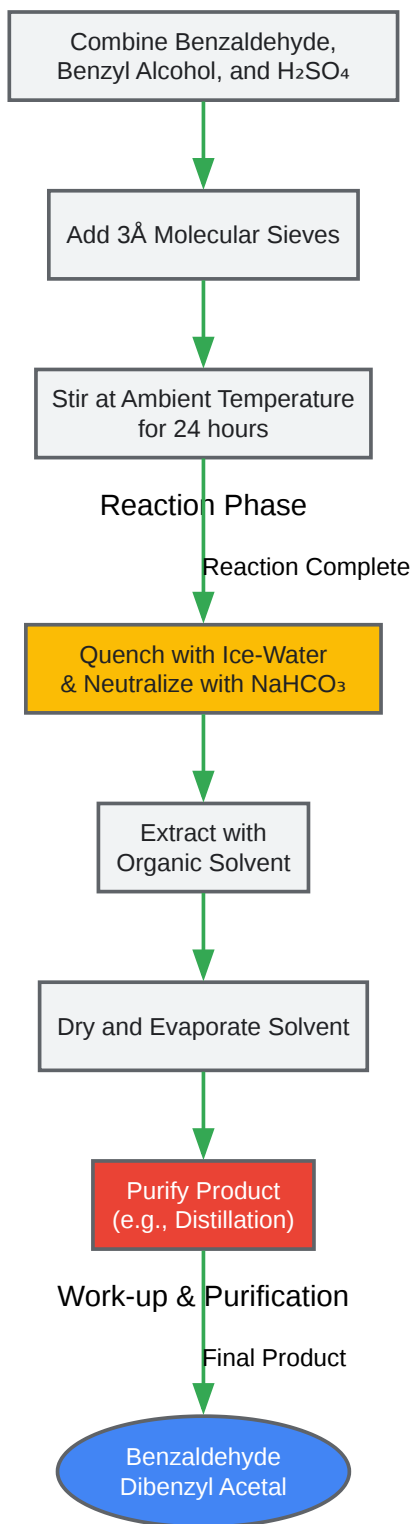 Combine Benzaldehyde,
Benzyl Alcohol, and H₂SO₄
Add 3Å Molecular Sieves
Stir at Ambient Temperature
for 24 hours
Reaction Phase
Reaction Complete
Quench with Ice-Water
& Neutralize with NaHCO₃
Extract with
Organic Solvent
Dry and Evaporate Solvent
Purify Product
(e.g., Distillation)
Work-up & Purification
Final Product
Benzaldehyde
Dibenzyl Acetal